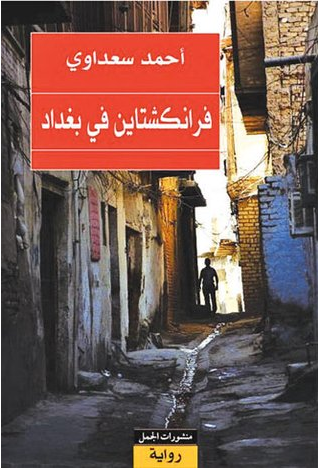 أحمد سعداوي
فرانكشتاين في بغداد
منشورات الجمل
رواية